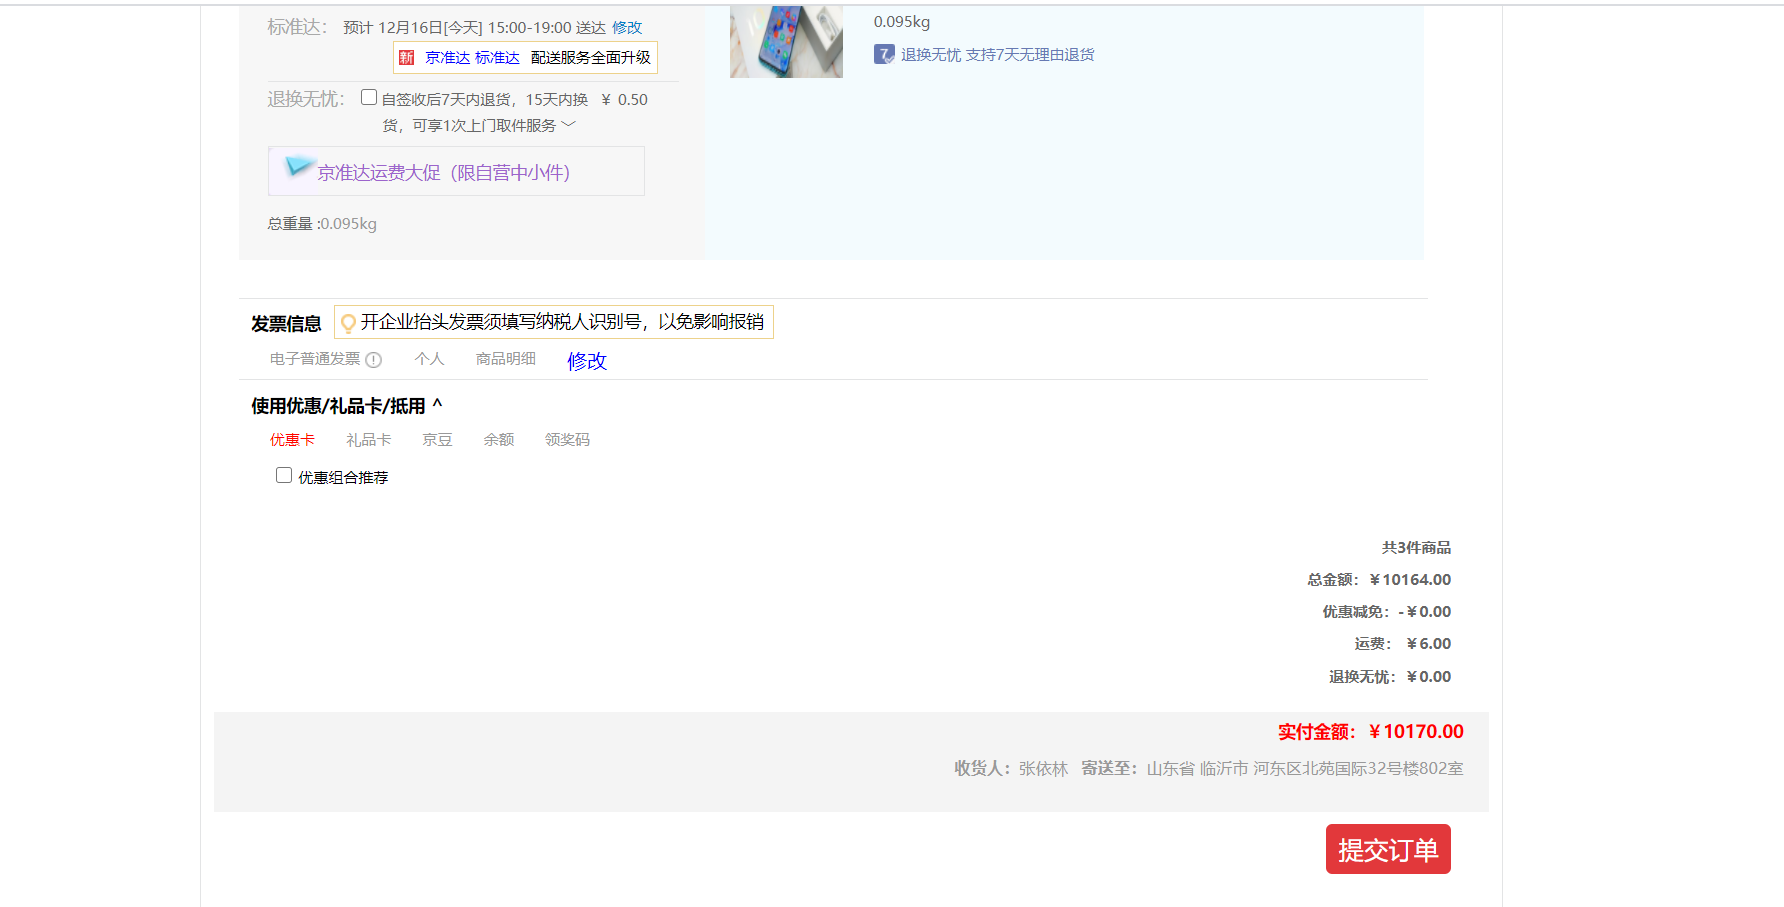 标准达： 预计 12月16日[今天] 15:00-19:00 送达 修改
新 京准达 标准达 配送服务全面升级
退换无忧： 自签收后7天内退货，15天内换 ￥ 0.50
货，可享1次上门取件服务
京准达运费大促（限自营中小件）
总重量 :0.095kg
0.095kg
7 退换无忧 支持7天无理由退货
发票信息 开企业抬头发票须填写纳税人识别号，以免影响报销
电子普通发票 个人 商品明细 修改
使用优惠/礼品卡/抵用 ^
优惠卡 礼品卡 京豆 余额 领奖码
优惠组合推荐
共3件商品
总金额：￥10164.00
优惠减免：-￥0.00
运费： ￥6.00
退换无忧：￥0.00
实付金额：￥10170.00
收货人：张依林 寄送至：山东省 临沂市 河东区北苑国际32号楼802室
提交订单